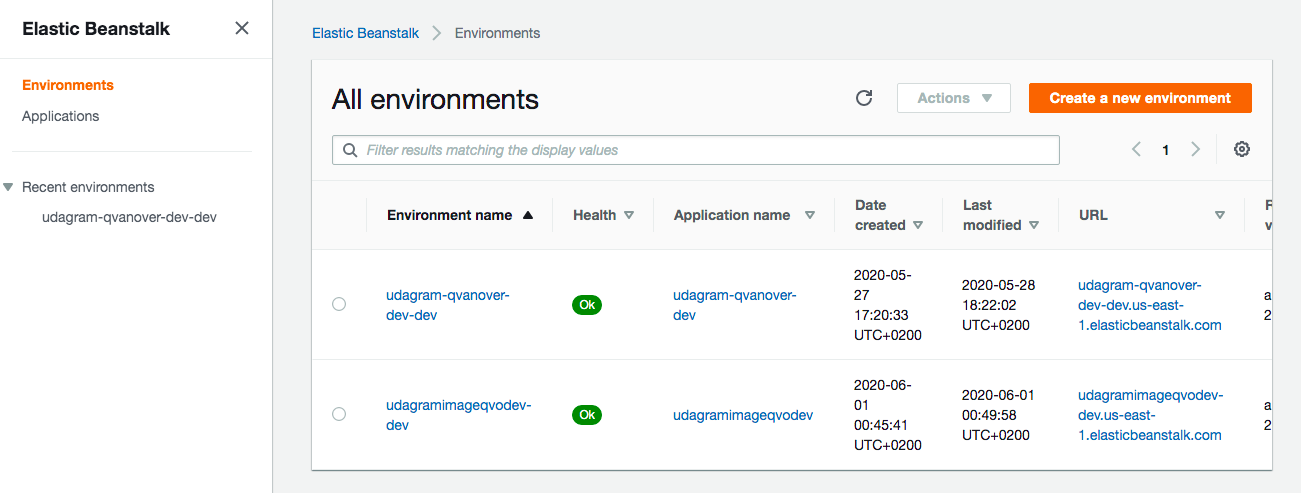 Elastic Beanstalk
Environments
Applications
Recent environments
udagram-qvanover-dev-dev
Elastic Beanstalk
Environments
All environments
Actions
Create a new environment
Filter results matching the display values
1
Environment name
Health
Application name
Date
created
Last
modified
URL
udagram-qvanover-
dev-dev
Ok
udagram-qvanover-
dev
2020-05-
27
17:20:33
UTC+0200
2020-05-28
18:22:02
UTC+0200
udagram-qvanover-
dev-dev.us-east-
1.elasticbeanstalk.com
udagramimageqvodev-
dev
Ok
udagramimageqvodev
2020-06-
01
00:45:41
UTC+0200
2020-06-01
00:49:58
UTC+0200
udagramimageqvodev-
dev.us-east-
1.elasticbeanstalk.com